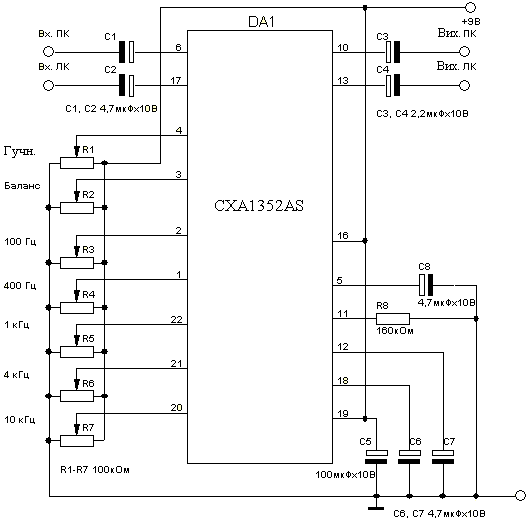 DA1
Вх. ПК
C1
6
10
C3
Вих. ПК
+9В
Вх. ЛК
C2
17
13
C4
Вих. ЛК
C1, C2 4,7мкФх10В
C3, C4 2,2мкФх10В
4
Гучн.
R1
3
Баланс
R2
CXA1352AS
2
100 Гц
R3
16
1
400 Гц
R4
5
C8
4,7мкФх10В
22
1 кГц
R5
11
R8
160кОм
12
21
4 кГц
R6
18
20
10 кГц
R7
19
C5
C6
C7
R1-R7 100кОм
100мкФх10В
C6, C7 4,7мкФх10В